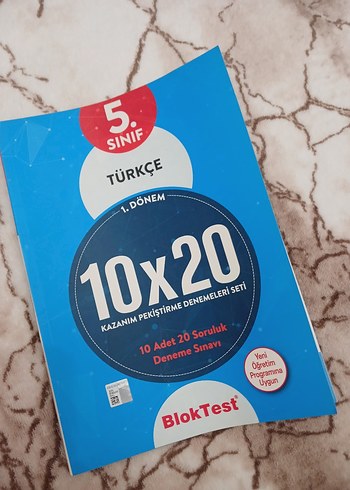 5.
SINIF
TÜRKÇE
1. DÖNEM
10x20
KAZANIM PEKİŞTİRME DENEMELERİ SETİ
10 Adet 20 Soruluk
Deneme Sınavı
Yeni
Öğretim
Programına
Uygun
BlokTest®